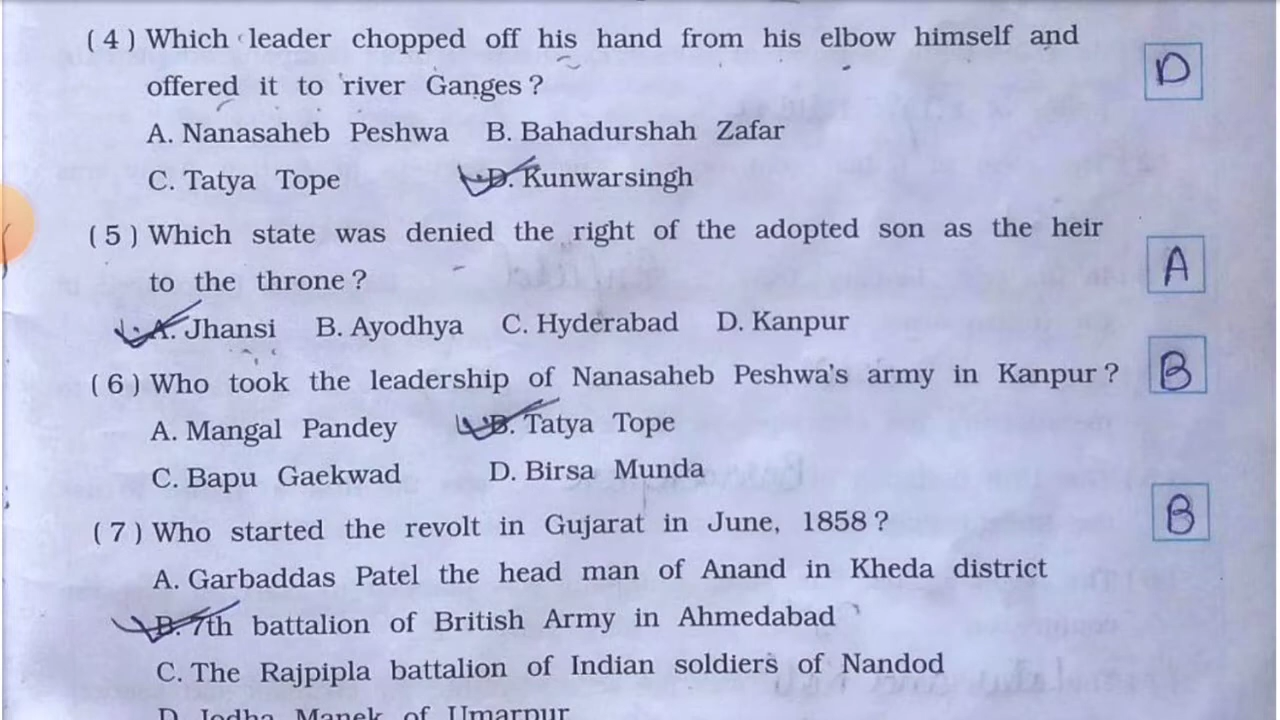 ( 4 ) Which leader chopped off his hand from his elbow himself and
offered it to river Ganges ?
D
A. Nanasaheb Peshwa B. Bahadurshah Zafar
C. Tatya Tope D. Kunwarsingh
( 5 ) Which state was denied the right of the adopted son as the heir
to the throne ?
A
A. Jhansi B. Ayodhya C. Hyderabad D. Kanpur
( 6 ) Who took the leadership of Nanasaheb Peshwa's army in Kanpur ?
B
A. Mangal Pandey B. Tatya Tope
C. Bapu Gaekwad D. Birsa Munda
( 7 ) Who started the revolt in Gujarat in June, 1858 ?
B
A. Garbaddas Patel the head man of Anand in Kheda district
B. 7th battalion of British Army in Ahmedabad
C. The Rajpipla battalion of Indian soldiers of Nandod
D. Jodha Manek of Umarpur